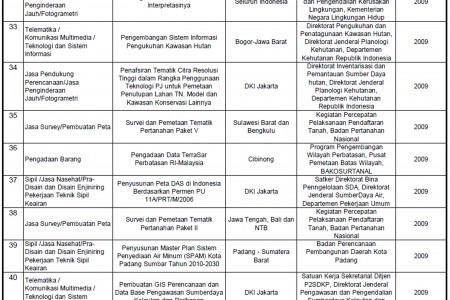 Penginderaan
Jauh/Fotogrametri
Interpretasinya
Seluruh Indonesia
dan Pengendalian Kerusakan
Lingkungan, Kementerian
Negara Lingkungan Hidup
2009
33
Telematika /
Komunikasi Multimedia /
Teknologi dan Sistem
Informasi
Pengembangan Sistem Informasi
Pengukuhan Kawasan Hutan
Bogor-Jawa Barat
Direktorat Pengukuhan dan
Penatagunaan Kawasan Hutan,
Direktorat Jenderal Planologi
Kehutanan, Departemen
Kehutanan Republik Indonesia
2009
34
Jasa Pendukung
Perencanaan/Jasa
Penginderaan
Jauh/Fotogrametri
Penafsiran Tematik Citra Resolusi
Tinggi dalam Rangka Penggunaan
Teknologi PJ untuk Pemetaan
Penutupan Lahan TN. Model dan
Kawasan Konservasi Lainnya
DKI Jakarta
Direktorat Inventarisasi dan
Pemantauan Sumber Daya
hutan, Direktorat Jenderal
Planologi Kehutanan,
Departemen Kehutanan
Republik Indonesia
2009
35
Jasa Survey/Pembuatan Peta
Survei dan Pemetaan Tematik
Pertanahan Paket V
Sulawesi Barat dan
Bengkulu
Kegiatan Percepatan
Pelaksanaan Pendaftaran
Tanah, Badan Pertanahan
Nasional
2009
36
Pengadaan Barang
Pengadaan Data TerraSar
Perbatasan RI-Malaysia
Cibinong
Program Pengembangan
Wilayah Perbatasan, Pusat
Pemetaan Batas Wilayah,
BAKOSURTANAL
2009
37
Sipil /Jasa Nasehat/Pra-
Disain dan Disain Enjiniring
Pekerjaan Teknik Sipil
Keairan
Penyusunan Peta DAS di Indonesia
Berdasarkan Permen PU
11A/PRT/M/2006
DKI Jakarta
Satker Direktorat Bina
Penngelolaan SDA, Direktorat
Jenderal SumberDaya Air,
Departemen Pekerjaan Umum
2009
38
Jasa Survey/Pembuatan Peta
Survei dan Pemetaan Tematik
Pertanahan Paket II
Jawa Tengah, Bali dan
NTB
Kegiatan Percepatan
Pelaksanaan Pendaftaran
Tanah, Badan Pertanahan
Nasional
2009
39
Sipil /Jasa Nasehat/Pra-
Disain dan Disain Enjiniring
Pekerjaan Teknik Sipil
Keairan
Penyusunan Master Plan Sistem
Penyediaan Air Minum (SPAM) Kota
Padang Sumbar Tahun 2010-2030
Padang - Sumatera
Barat
Badan Perencanaan
Pembangunan Daerah Kota
Padang
2009
40
Telematika /
Komunikasi Multimedia /
Teknologi dan Sistem
Pembuatan GIS Perencanaan dan
Data Base Pengawasan Sumberdaya
DKI Jakarta
Satuan Kerja Sekretariat Ditjen
P2SDKP, Direktorat Jenderal
Pengawasan dan Pengendalian
2009